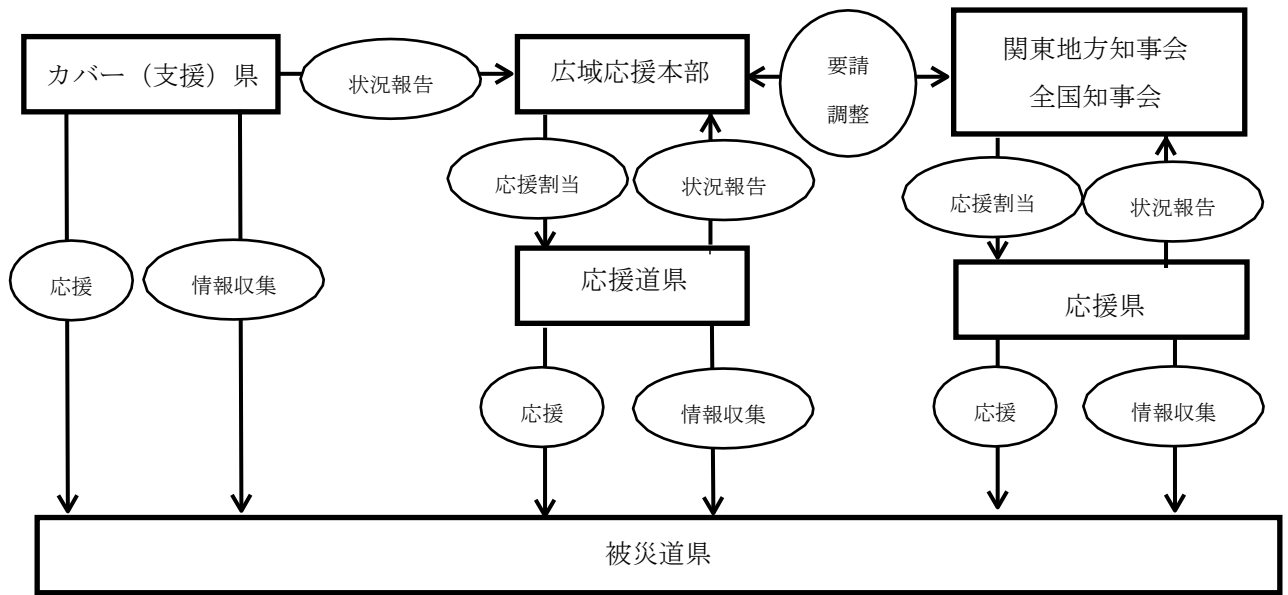 カバー（支援）県
状況報告
広域応援本部
要請
調整
関東地方知事会
全国知事会
応援割当
状況報告
応援割当
状況報告
応援
情報収集
応援道県
応援県
応援
情報収集
応援
情報収集
被災道県